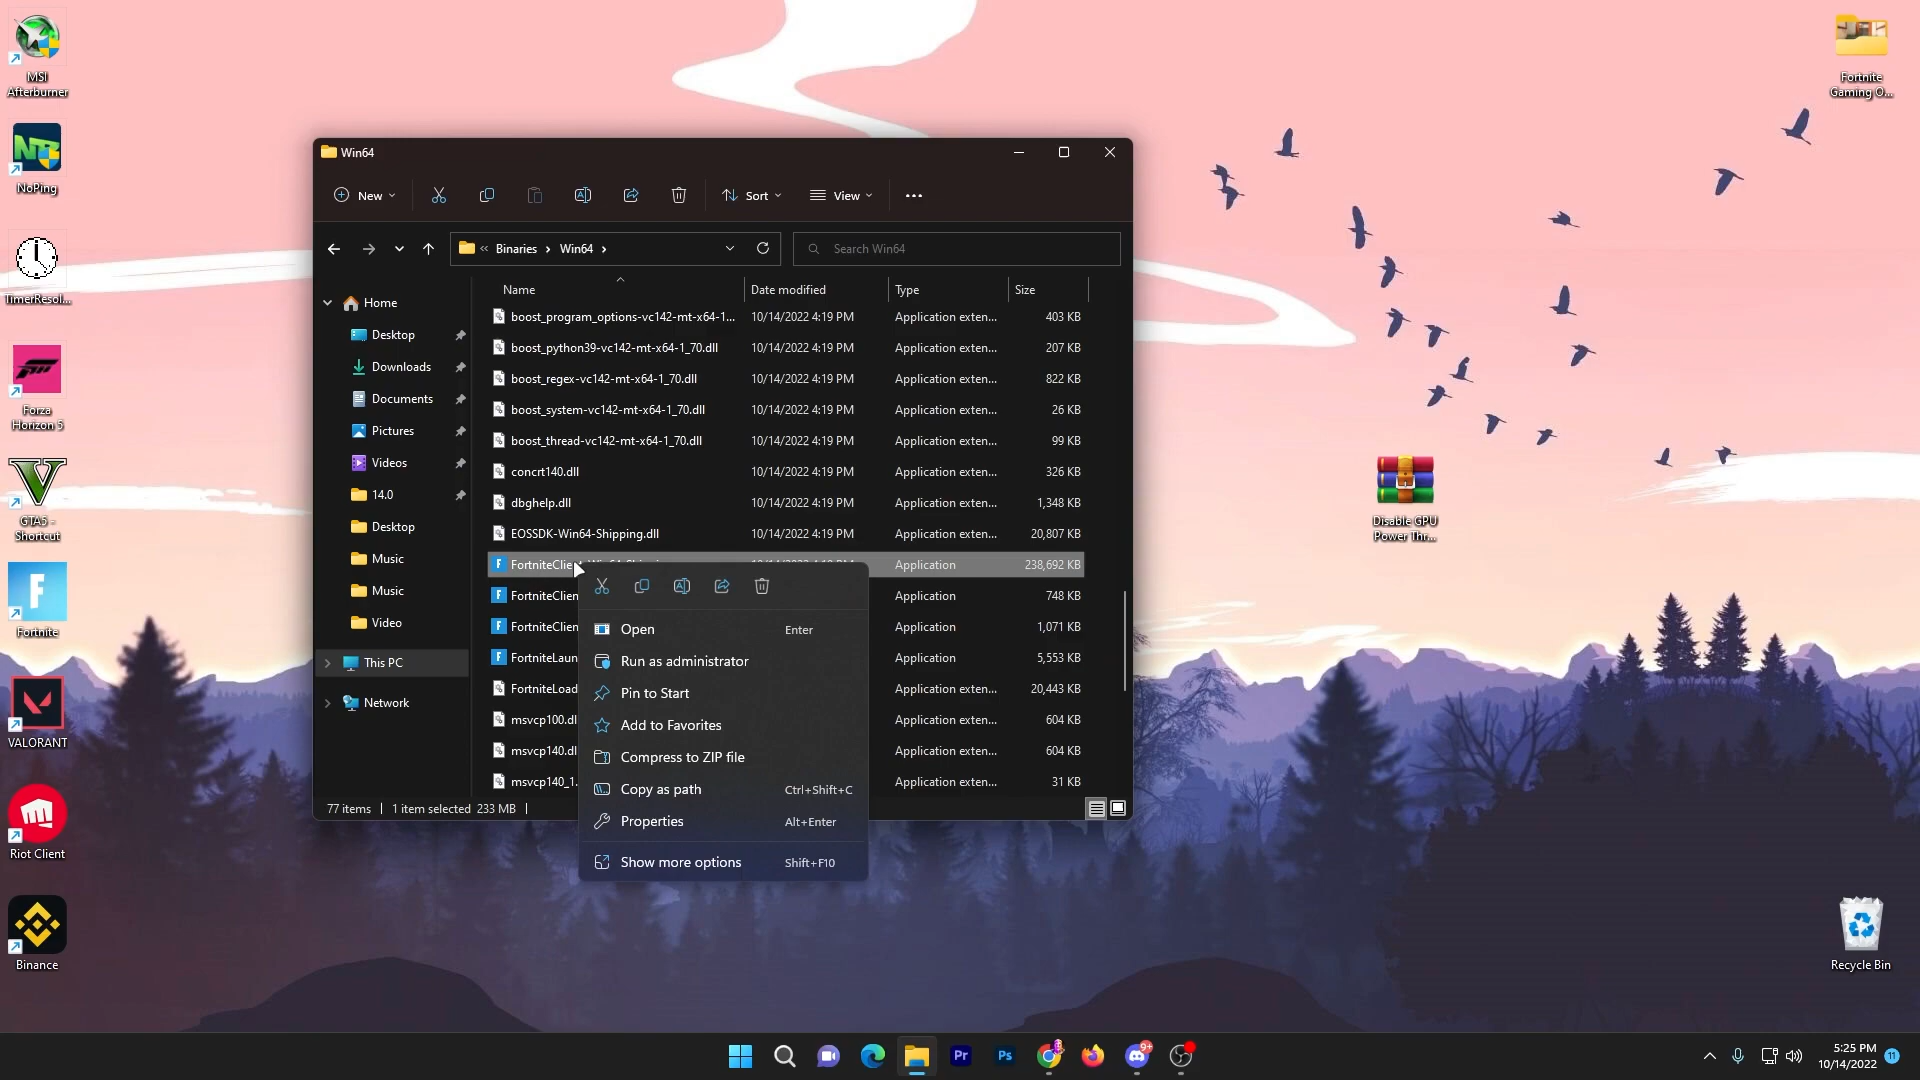 MSI
Afterburner
NoPing
TimerResol...
Forza
Horizon 5
GTA5 -
Shortcut
Fortnite
VALORANT
Riot Client
Binance
Fortnite
Gaming O...
Disable GPU
Power Thr...
Recycle Bin
Win64
New
Sort
View
Binaries
Win64
Search Win64
Home
Desktop
Downloads
Documents
Pictures
Videos
14.0
Desktop
Music
Music
Video
This PC
Network
Name Date modified Type Size
boost_program_options-vc142-mt-x64-1... 10/14/2022 4:19 PM Application exten... 403 KB
boost_python39-vc142-mt-x64-1_70.dll 10/14/2022 4:19 PM Application exten... 207 KB
boost_regex-vc142-mt-x64-1_70.dll 10/14/2022 4:19 PM Application exten... 822 KB
boost_system-vc142-mt-x64-1_70.dll 10/14/2022 4:19 PM Application exten... 26 KB
boost_thread-vc142-mt-x64-1_70.dll 10/14/2022 4:19 PM Application exten... 99 KB
concrt140.dll 10/14/2022 4:19 PM Application exten... 326 KB
dbghelp.dll 10/14/2022 4:19 PM Application exten... 1,348 KB
EOSSDK-Win64-Shipping.dll 10/14/2022 4:19 PM Application exten... 20,807 KB
FortniteClie Application 238,692 KB
FortniteClien Application 748 KB
FortniteClien Application 1,071 KB
FortniteLaun Application 5,553 KB
FortniteLoad Application exten... 20,443 KB
msvcp100.dl Application exten... 604 KB
msvcp140.dl Application exten... 604 KB
msvcp140_1. Application exten... 31 KB
Open Enter
Run as administrator
Pin to Start
Add to Favorites
Compress to ZIP file
Copy as path Ctrl+Shift+C
Properties Alt+Enter
Show more options Shift+F10
77 items 1 item selected 233 MB
Pr
Ps
9+
5:25 PM
10/14/2022
11